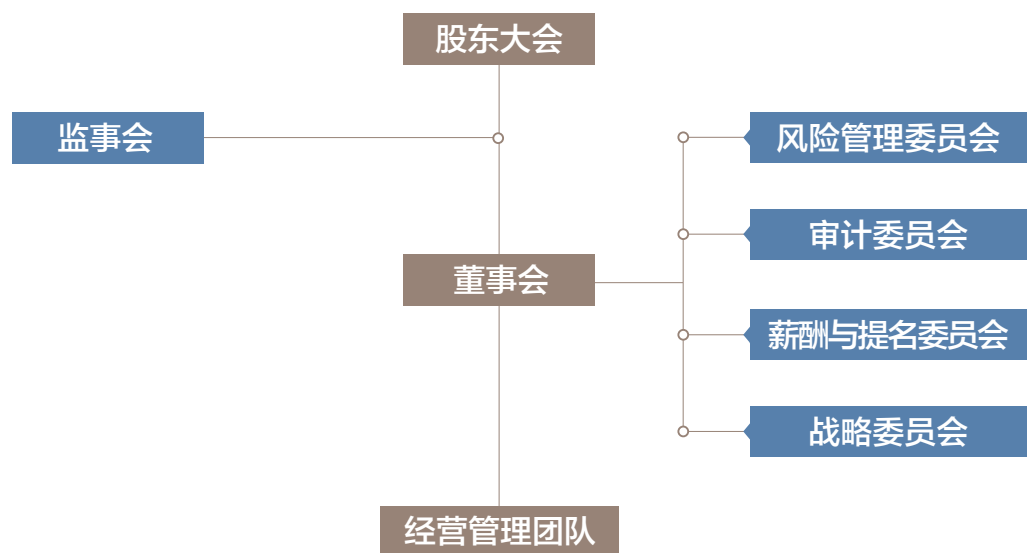 股东大会
监事会
风险管理委员会
审计委员会
董事会
薪酬与提名委员会
战略委员会
经营管理团队